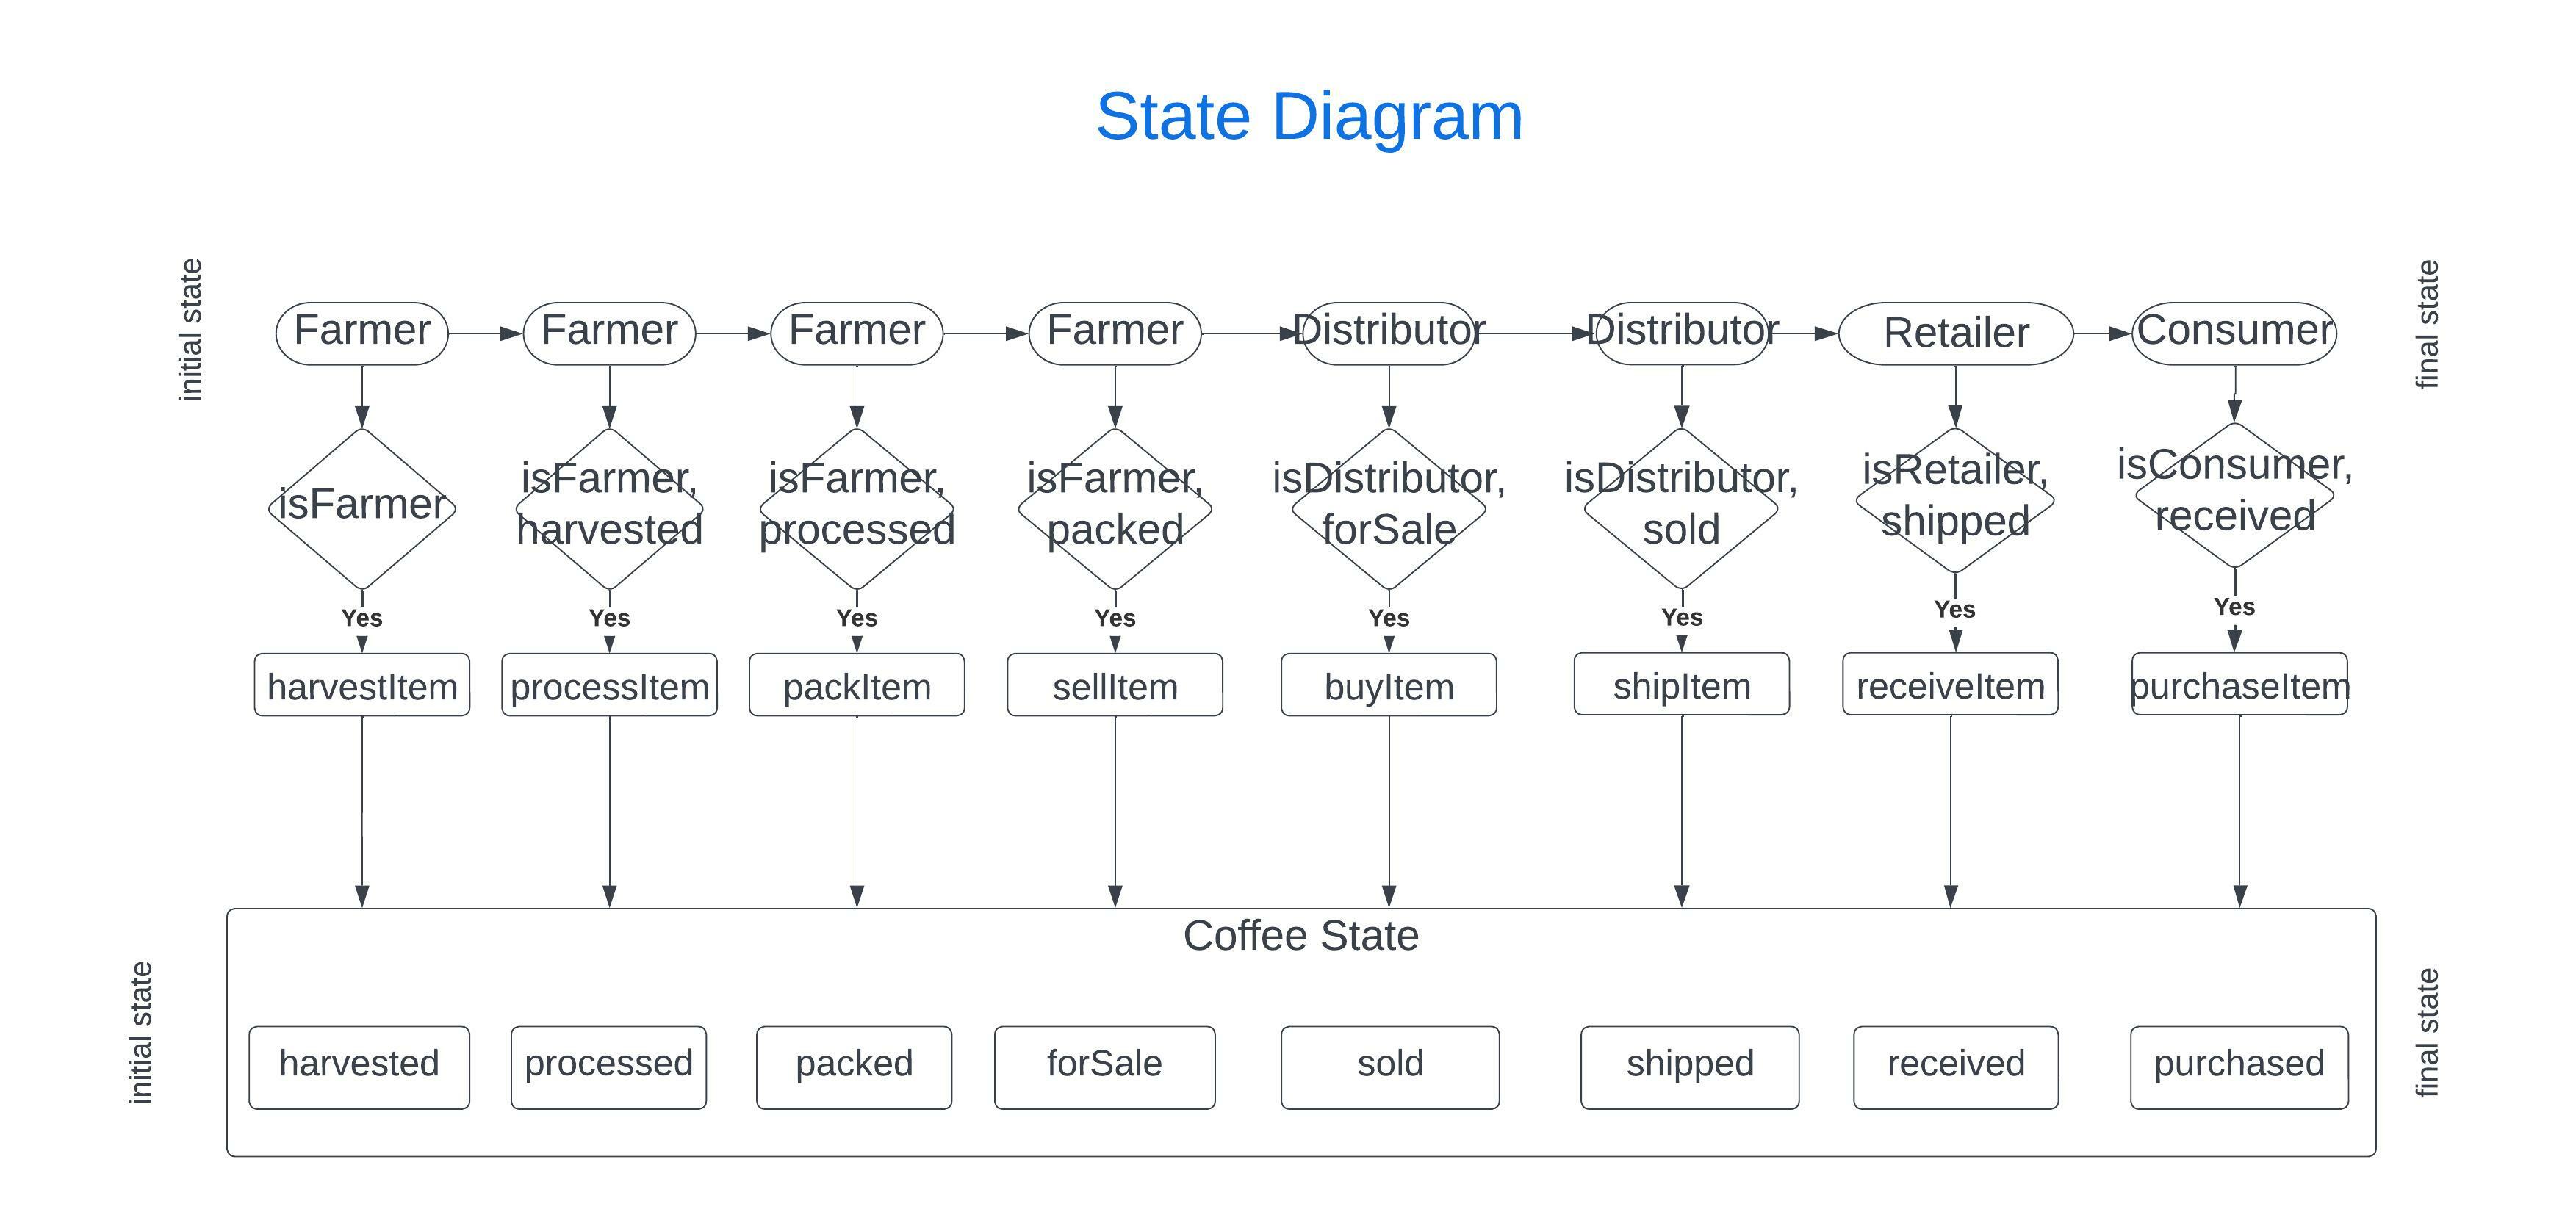 State Diagram
initial state
final state
Farmer
Farmer
Farmer
Farmer
Distributor
Distributor
Retailer
Consumer
isFarmer
isFarmer,
harvested
isFarmer,
processed
isFarmer,
packed
isDistributor,
forSale
isDistributor,
sold
isRetailer,
shipped
isConsumer,
received
Yes
Yes
Yes
Yes
Yes
Yes
Yes
Yes
harvestItem
processItem
packItem
sellItem
buyItem
shipItem
receiveItem
purchaseItem
Coffee State
initial state
final state
harvested
processed
packed
forSale
sold
shipped
received
purchased